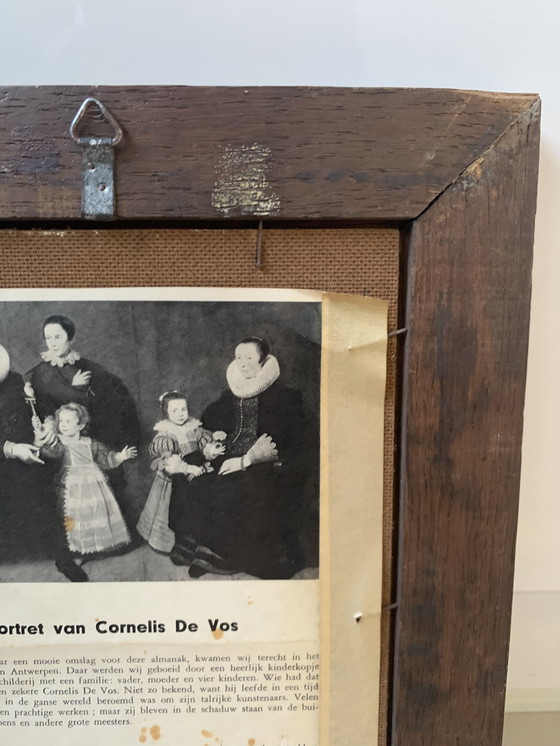 ortret van Cornelis De Vos
ar een mooie omslag voor deze almanak, kwamen wij terecht in het
n Antwerpen. Daar werden wij geboeid door een heerlijk kinderkopje
childerij met een familie: vader, moeder en vier kinderen. Wie had dat
en zekere Cornelis De Vos. Niet zo bekend, want hij leefde in een tijd
in de ganse wereld beroemd was om zijn talrijke kunstenaars. Velen
en prachtige werken ; maar zij bleven in de schaduw staan van de bui-
bens en andere grote meesters.